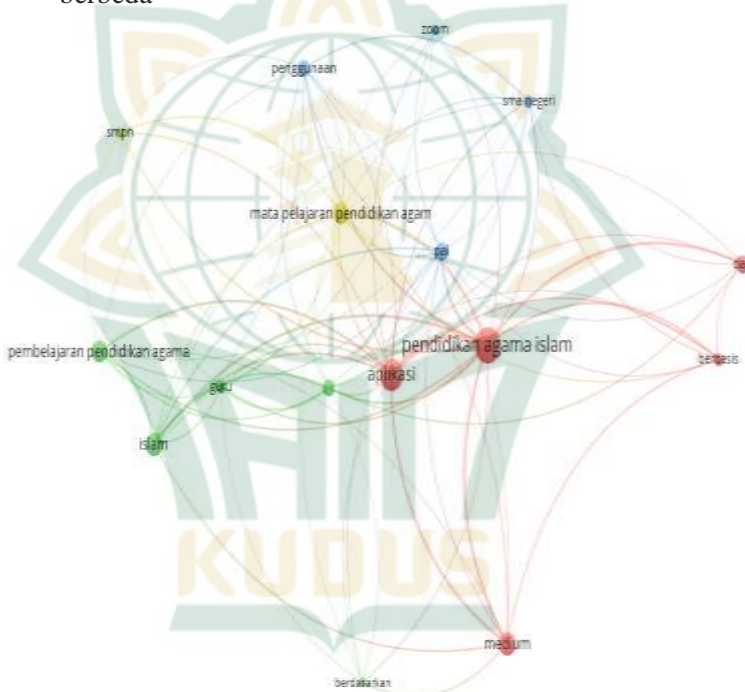 berbeda
zoom
penggunaan
sma negeri
smpn
mata pelajaran pendidikan agam
pai
pendidikan agama islam
pembelajaran pendidikan agama
aplikasi
berbasis
guru
islam
KUDUS
medium
berdasarkan